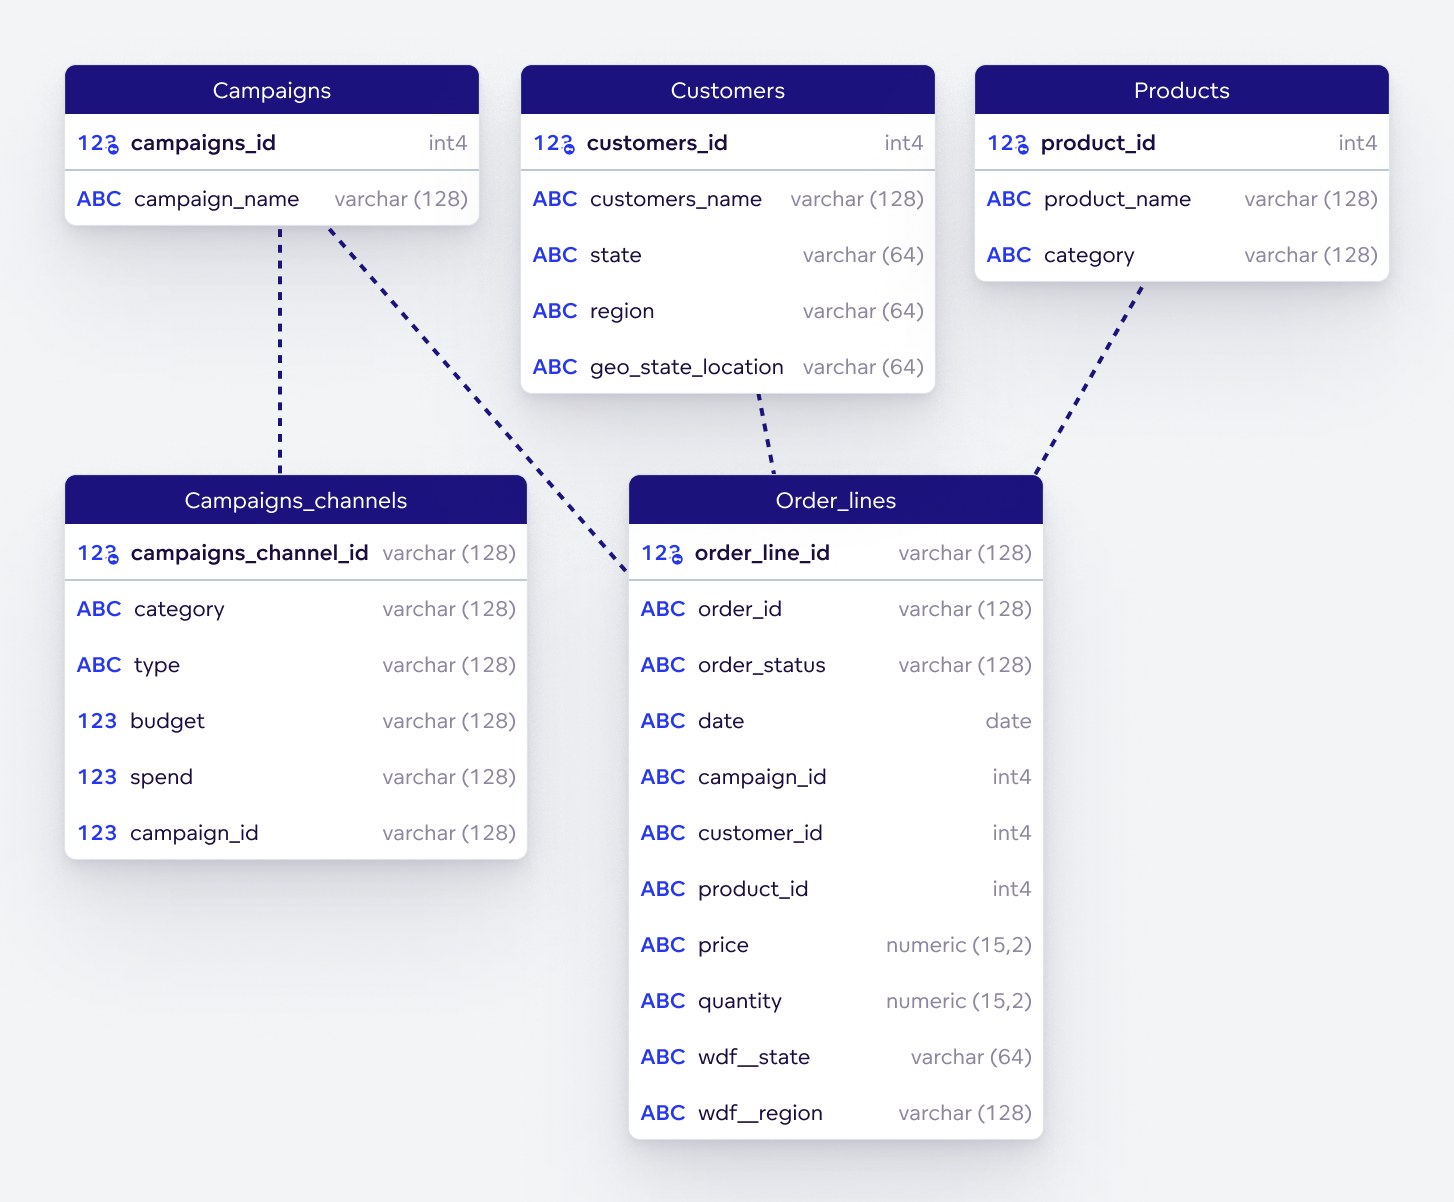 Campaigns
123 campaigns_id int4
ABC campaign_name varchar (128)
Customers
123 customers_id int4
ABC customers_name varchar (128)
ABC state varchar (64)
ABC region varchar (64)
ABC geo_state_location varchar (64)
Products
123 product_id int4
ABC product_name varchar (128)
ABC category varchar (128)
Campaigns_channels
123 campaigns_channel_id varchar (128)
ABC category varchar (128)
ABC type varchar (128)
123 budget varchar (128)
123 spend varchar (128)
123 campaign_id varchar (128)
Order_lines
123 order_line_id varchar (128)
ABC order_id varchar (128)
ABC order_status varchar (128)
ABC date date
ABC campaign_id int4
ABC customer_id int4
ABC product_id int4
ABC price numeric (15,2)
ABC quantity numeric (15,2)
ABC wdf__state varchar (64)
ABC wdf__region varchar (128)